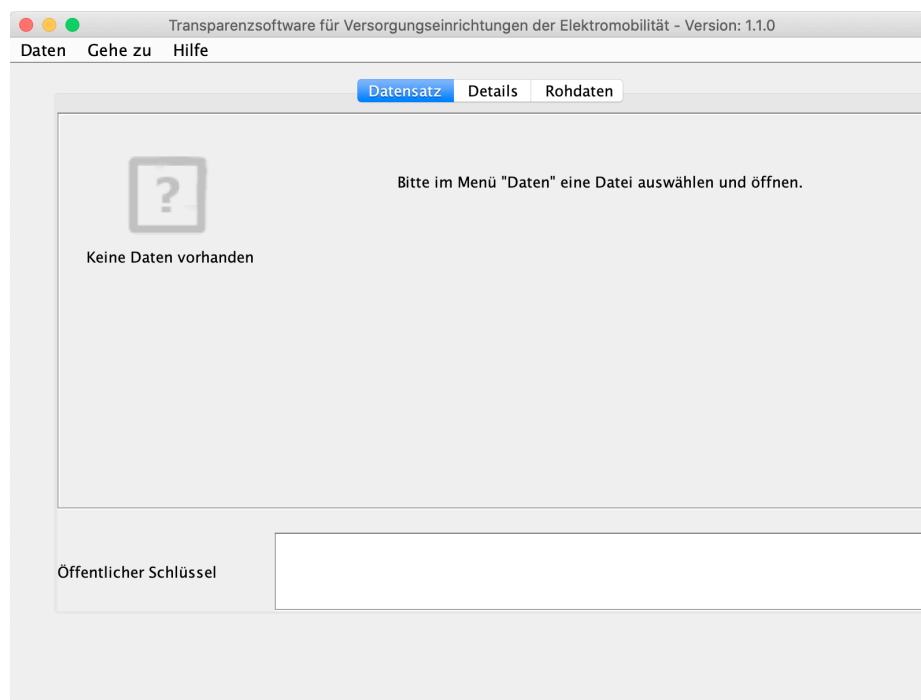 Transparenzsoftware für Versorgungseinrichtungen der Elektromobilität - Version: 1.1.0
Daten Gehe zu Hilfe
Datensatz Details Rohdaten
?
Bitte im Menü "Daten" eine Datei auswählen und öffnen.
Keine Daten vorhanden
Öffentlicher Schlüssel